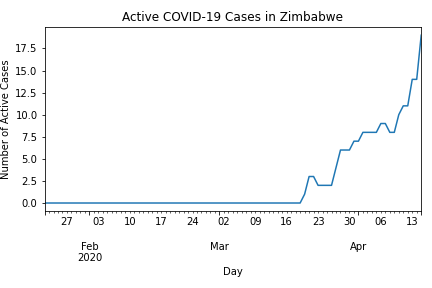 Active COVID-19 Cases in Zimbabwe
Number of Active Cases
17.5
15.0
12.5
10.0
7.5
5.0
2.5
0.0
27 03 10 17 24 02 09 16 23 30 06 13
Feb Mar Apr
2020
Day